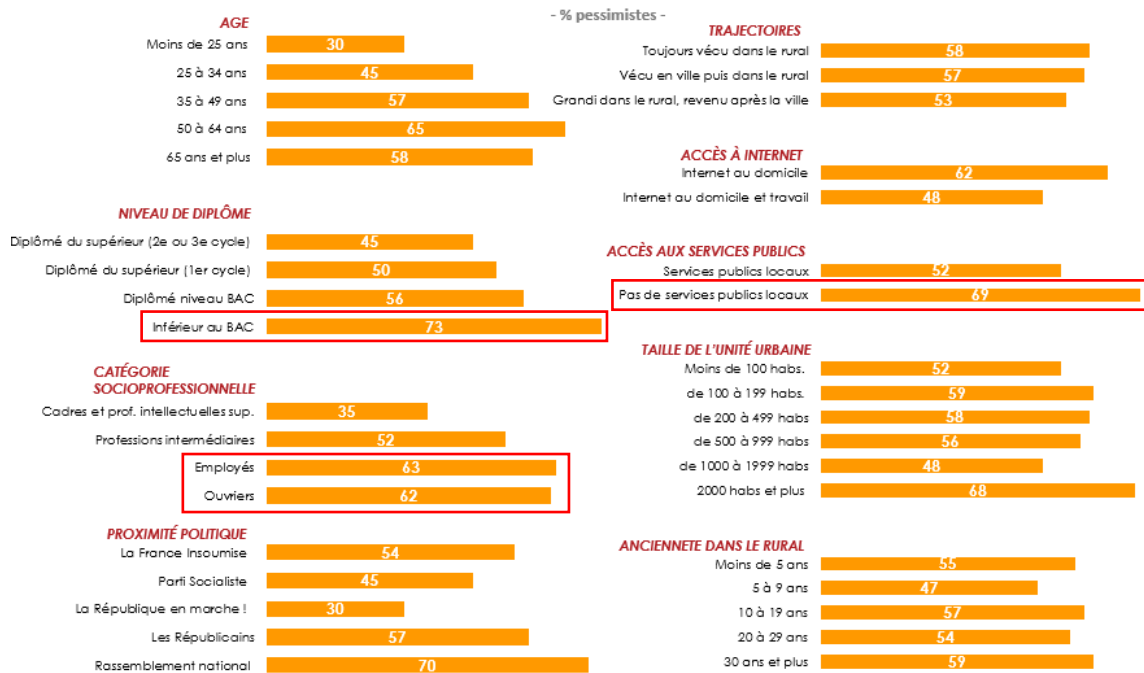 - % pessimistes -
AGE
Moins de 25 ans 30
25 à 34 ans 45
35 à 49 ans 57
50 à 64 ans 65
65 ans et plus 58
NIVEAU DE DIPLÔME
Diplômé du supérieur (2e ou 3e cycle) 45
Diplômé du supérieur (1er cycle) 50
Diplômé niveau BAC 56
Inférieur au BAC 73
CATÉGORIE
SOCIOPROFESSIONNELLE
Cadres et prof. intellectuelles sup. 35
Professions intermédiaires 52
Employés 63
Ouvriers 62
PROXIMITÉ POLITIQUE
La France Insoumise 54
Parti Socialiste 45
La République en marche ! 30
Les Républicains 57
Rassemblement national 70
TRAJECTOIRES
Toujours vécu dans le rural 58
Vécu en ville puis dans le rural 57
Grandi dans le rural, revenu après la ville 53
ACCÈS À INTERNET
Internet au domicile 62
Internet au domicile et travail 48
ACCÈS AUX SERVICES PUBLICS
Services publics locaux 52
Pas de services publics locaux 69
TAILLE DE L'UNITÉ URBAINE
Moins de 100 habs. 52
de 100 à 199 habs. 59
de 200 à 499 habs 58
de 500 à 999 habs 56
de 1000 à 1999 habs 48
2000 habs et plus 68
ANCIENNETE DANS LE RURAL
Moins de 5 ans 55
5 à 9 ans 47
10 à 19 ans 57
20 à 29 ans 54
30 ans et plus 59